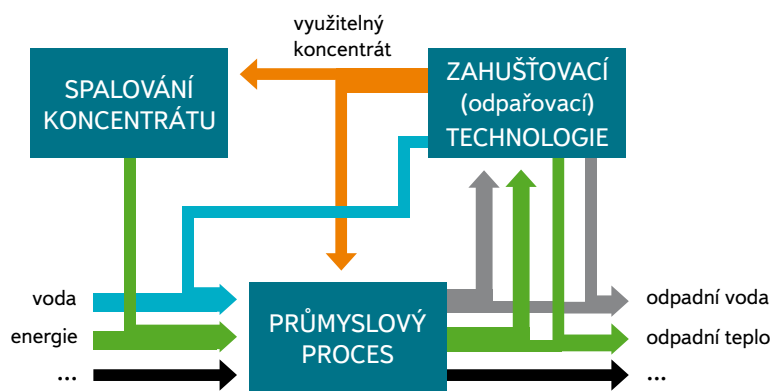 využitelný
koncentrát
SPALOVÁNÍ
KONCENTRÁTU
ZAHUŠŤOVACÍ
(odpařovací)
TECHNOLOGIE
voda
energie
...
PRŮMYSLOVÝ
PROCES
odpadní voda
odpadní teplo
...